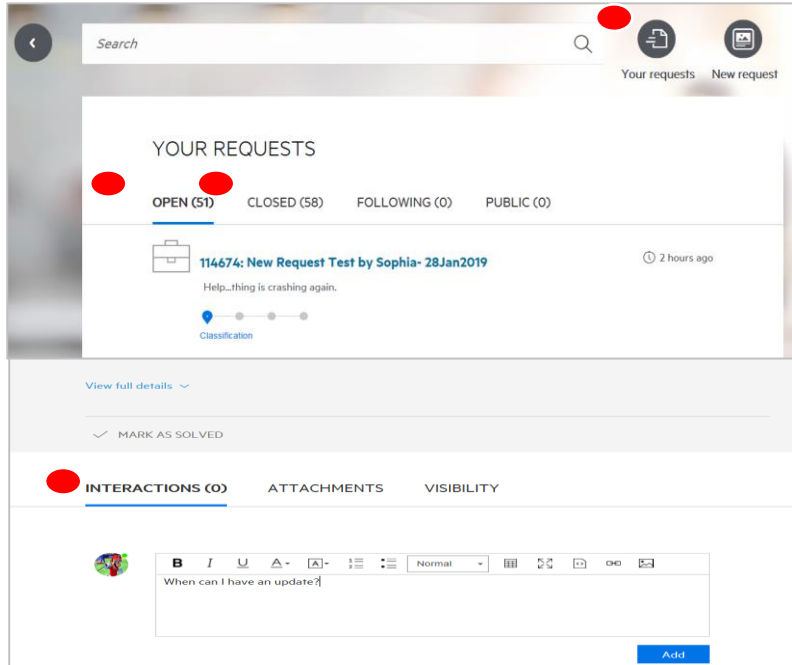 Search
Your requests New request
YOUR REQUESTS
OPEN (51) CLOSED (58) FOLLOWING (0) PUBLIC (0)
114674: New Request Test by Sophia- 28Jan2019 2 hours ago
Help...thing is crashing again.
Classification
View full details
MARK AS SOLVED
INTERACTIONS (0) ATTACHMENTS VISIBILITY
B I U A A Normal
When can I have an update?
Add